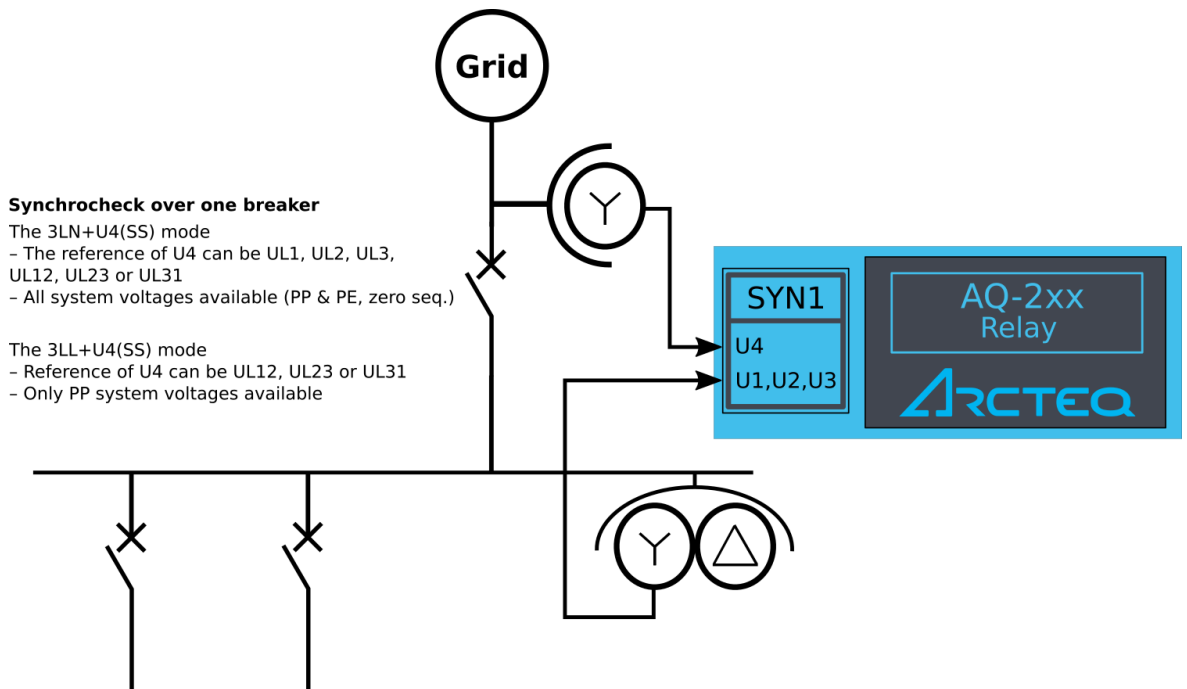 Grid
Synchrocheck over one breaker
The 3LN+U4(SS) mode
– The reference of U4 can be UL1, UL2, UL3,
UL12, UL23 or UL31
– All system voltages available (PP & PE, zero seq.)
The 3LL+U4(SS) mode
– Reference of U4 can be UL12, UL23 or UL31
– Only PP system voltages available
SYN1
U4
U1,U2,U3
AQ-2xx
Relay
ARCTEQ